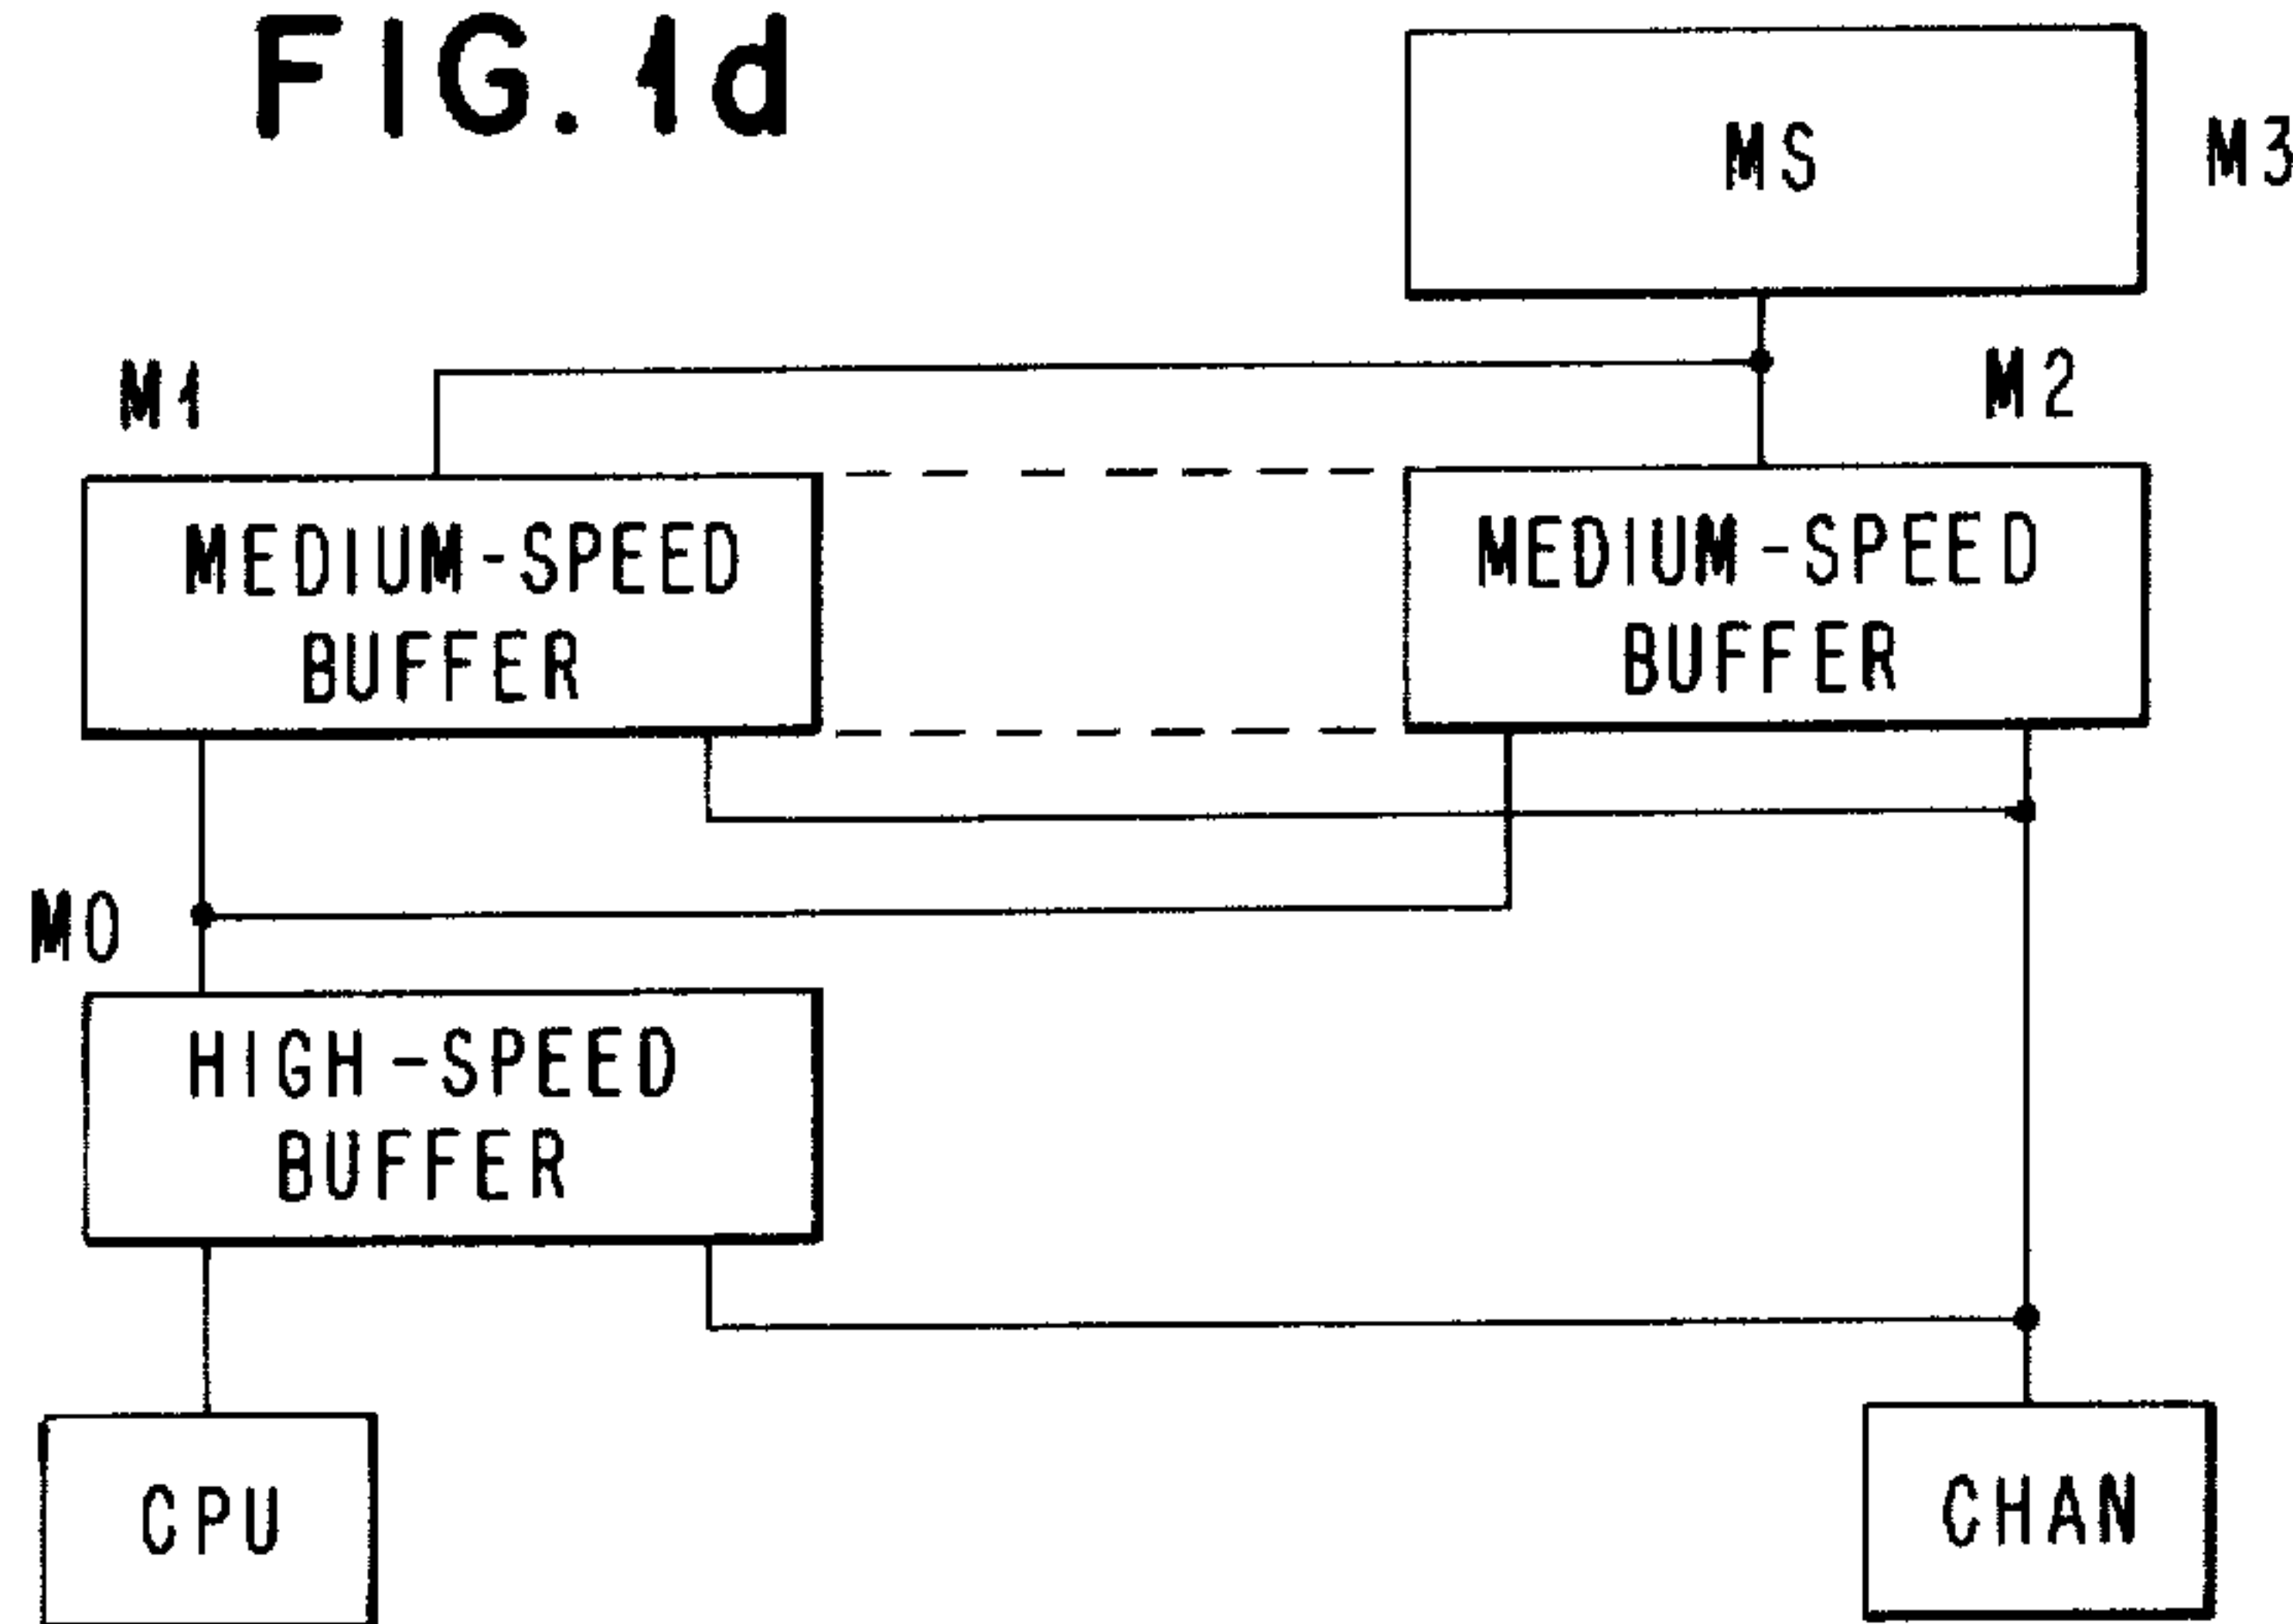 FIG. 1d
MS
M3
M1
M2
MEDIUM-SPEED
BUFFER
MEDIUM-SPEED
BUFFER
M0
HIGH-SPEED
BUFFER
CPU
CHAN